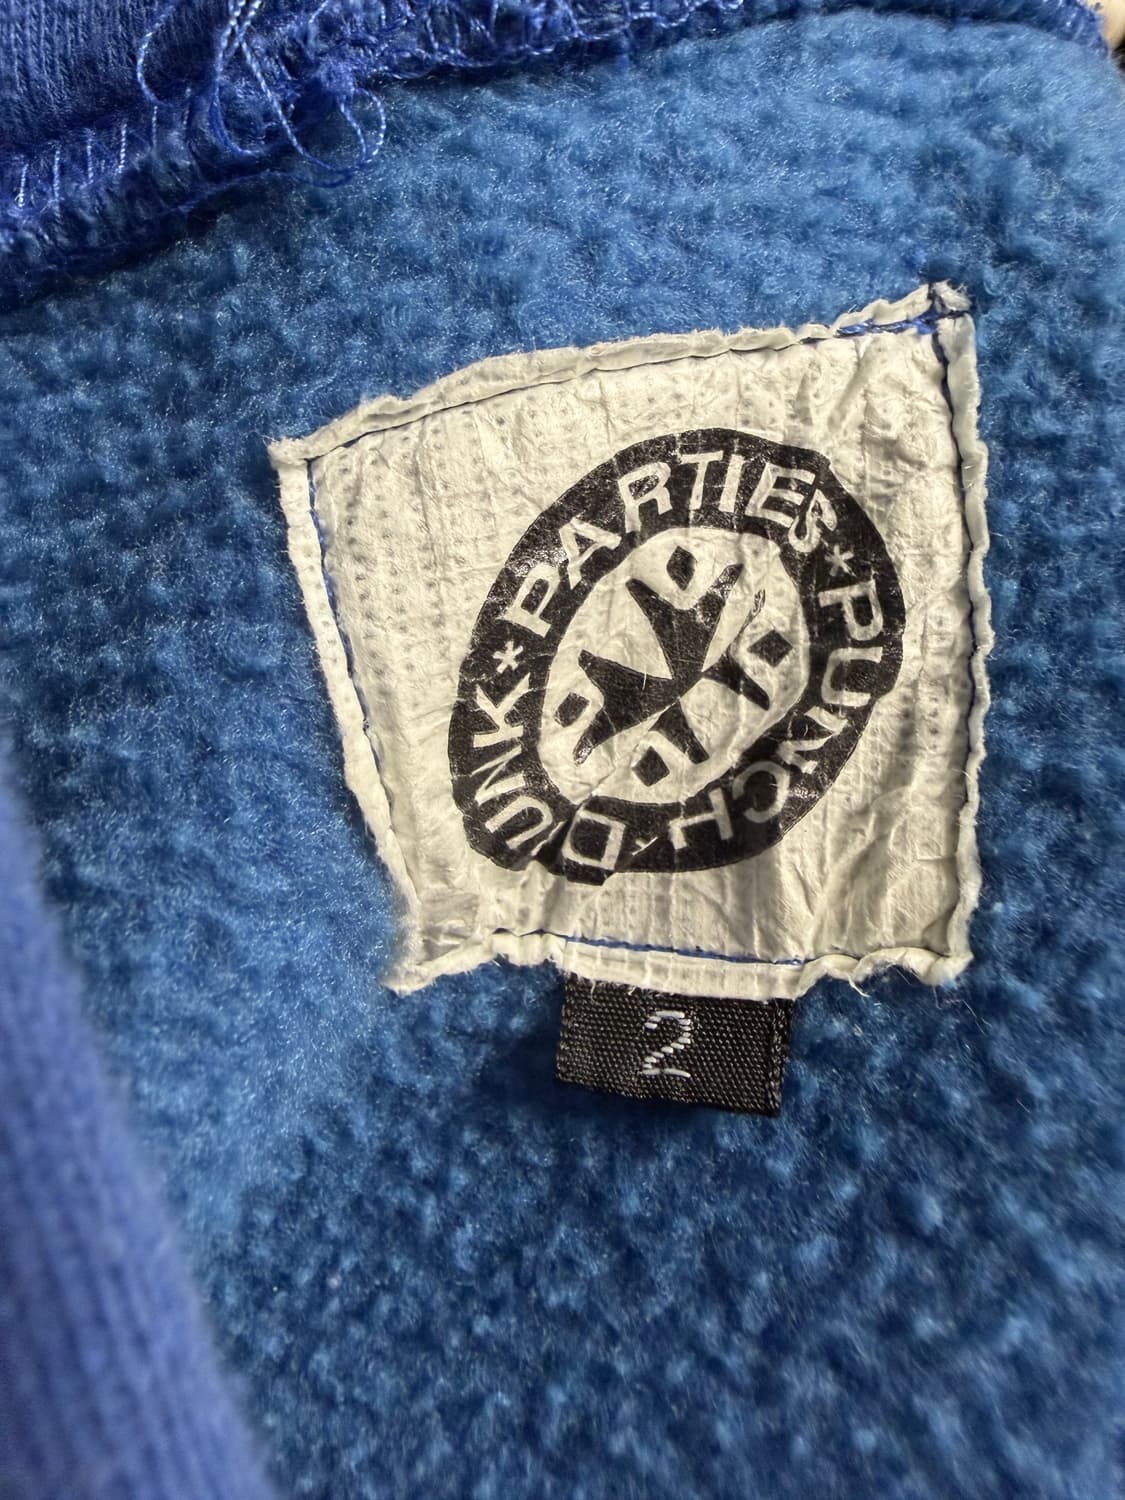 PARTIES * PUNCH DUNK *
2